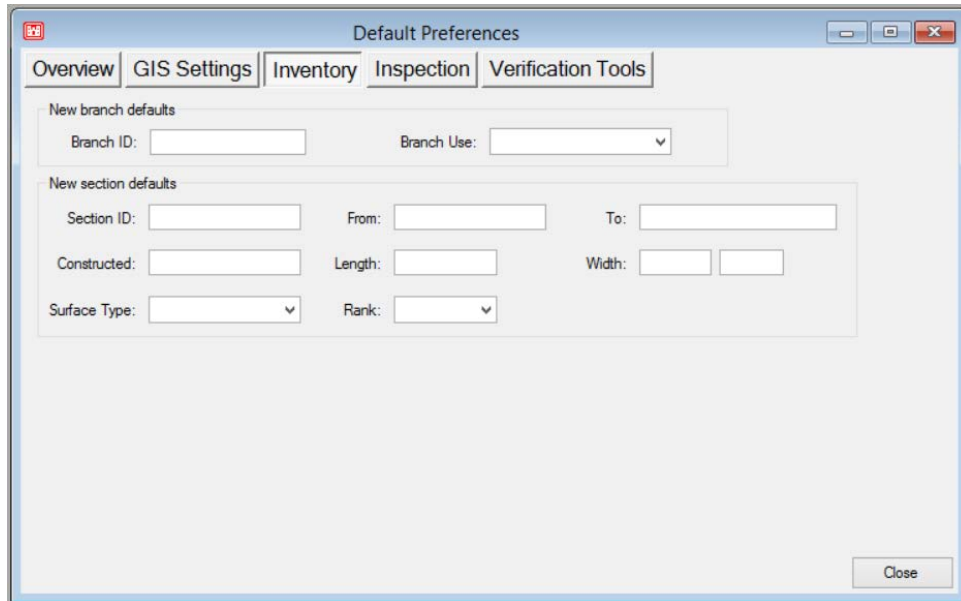 Default Preferences
Overview GIS Settings Inventory Inspection Verification Tools
New branch defaults
Branch ID: Branch Use:
New section defaults
Section ID: From: To:
Constructed: Length: Width:
Surface Type: Rank:
Close